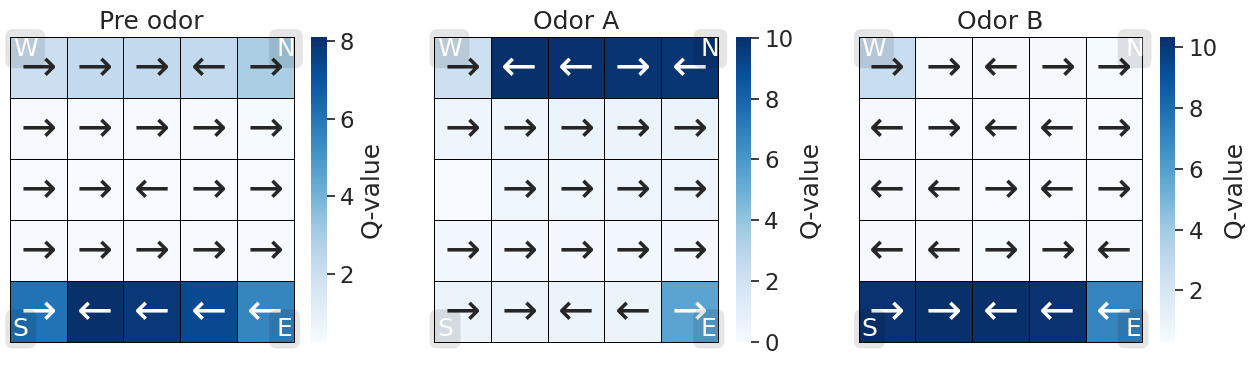 Pre odor
W
N
→ → → ← →
→ → → → →
→ → ← → →
→ → → → →
→ ← ← ← ←
S
E
8
6
4
2
Q-value
Odor A
W
N
→ ← ← → ←
→ → → → →
→ → → →
→ → → → →
→ → ← ← →
S
E
10
8
6
4
2
0
Q-value
Odor B
W
N
→ → → → →
← → ← ← →
← ← → ← →
← ← → → ←
→ → ← ← ←
S
E
10
8
6
4
2
Q-value